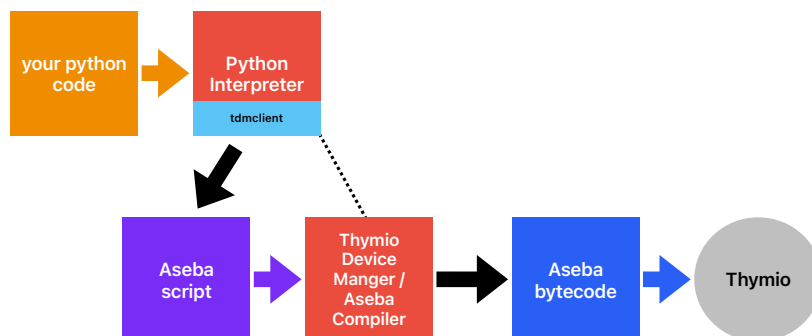 your python
code
Python
Interpreter
tdmclient
Aseba
script
Thymio
Device
Manger /
Aseba
Compiler
Aseba
bytecode
Thymio